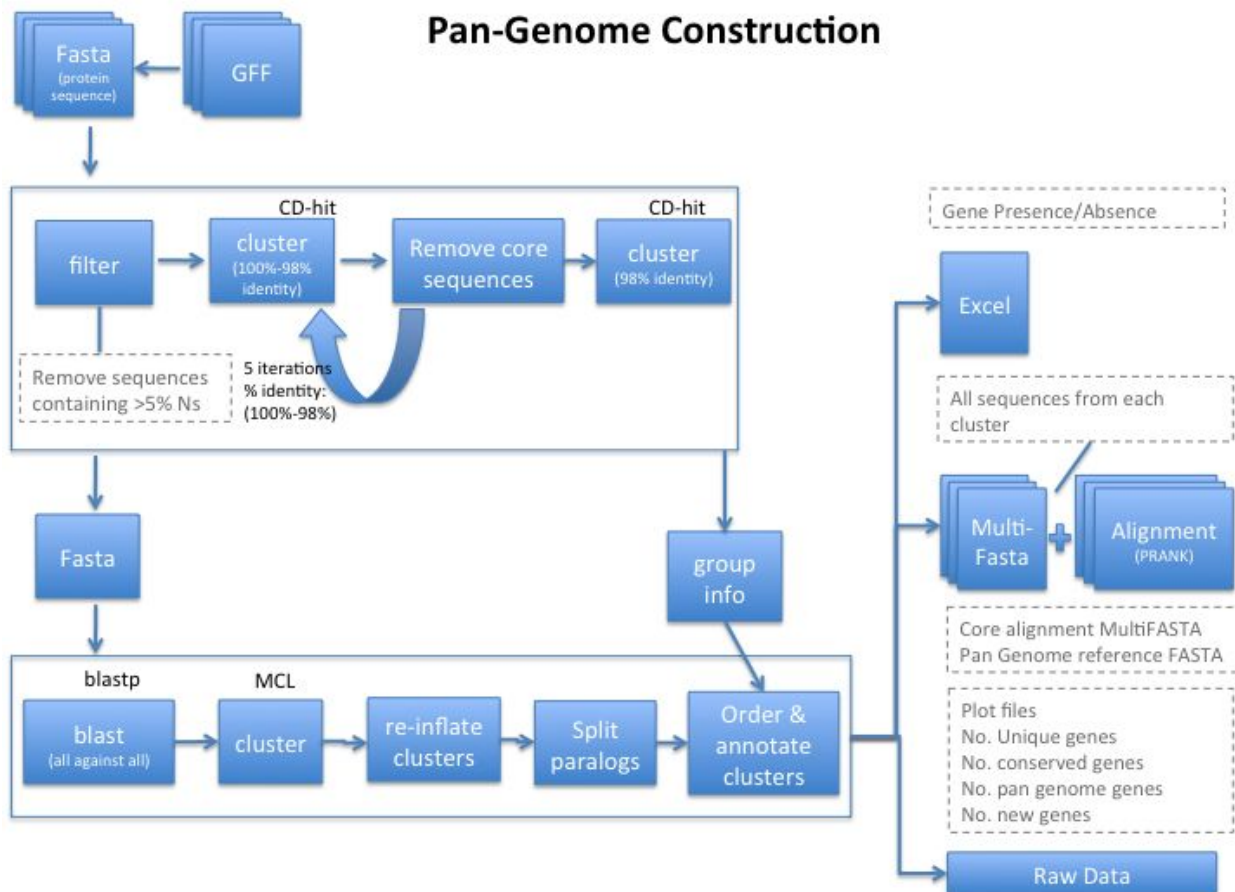 Pan-Genome Construction
Fasta
(protein
sequence)
GFF
CD-hit
CD-hit
filter
cluster
(100%-98%
identity)
Remove core
sequences
cluster
(98% identity)
Remove sequences
containing >5% Ns
5 iterations
% identity:
(100%-98%)
Fasta
group
info
blastp
MCL
blast
(all against all)
cluster
re-inflate
clusters
Split
paralogs
Order &
annotate
clusters
Gene Presence/Absence
Excel
All sequences from each
cluster
Multi-
Fasta
Alignment
(PRANK)
Core alignment MultiFASTA
Pan Genome reference FASTA
Plot files
No. Unique genes
No. conserved genes
No. pan genome genes
No. new genes
Raw Data